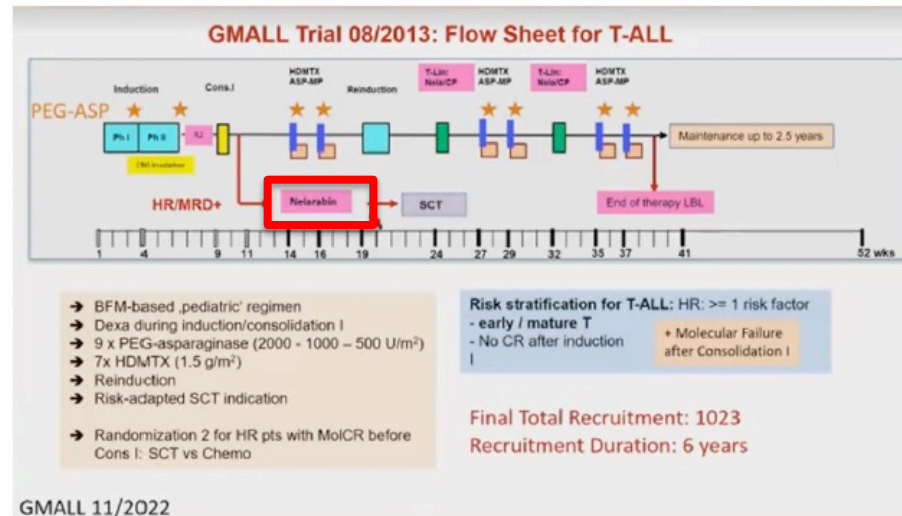 GMALL Trial 08/2013: Flow Sheet for T-ALL
PEG-ASP
Induction
Cons.I
HDMTX
ASP-MP
Reinduction
T-Lin:
Nela/CP
HDMTX
ASP-MP
T-Lin:
Nela/CP
HDMTX
ASP-MP
Ph I
Ph II
Maintenance up to 2.5 years
HR/MRD+
Nelarabin
SCT
End of therapy LBL
1 4 9 11 14 16 19 24 27 29 32 35 37 41 52 wks
➔ BFM-based ‚pediatric' regimen
➔ Dexa during induction/consolidation I
➔ 9 x PEG-asparaginase (2000 - 1000 – 500 U/m²)
➔ 7x HDMTX (1.5 g/m²)
➔ Reinduction
➔ Risk-adapted SCT indication
➔ Randomization 2 for HR pts with MolCR before
Cons I: SCT vs Chemo
Risk stratification for T-ALL: HR: >= 1 risk factor
- early / mature T
- No CR after induction
I
+ Molecular Failure
after Consolidation I
Final Total Recruitment: 1023
Recruitment Duration: 6 years
GMALL 11/2022